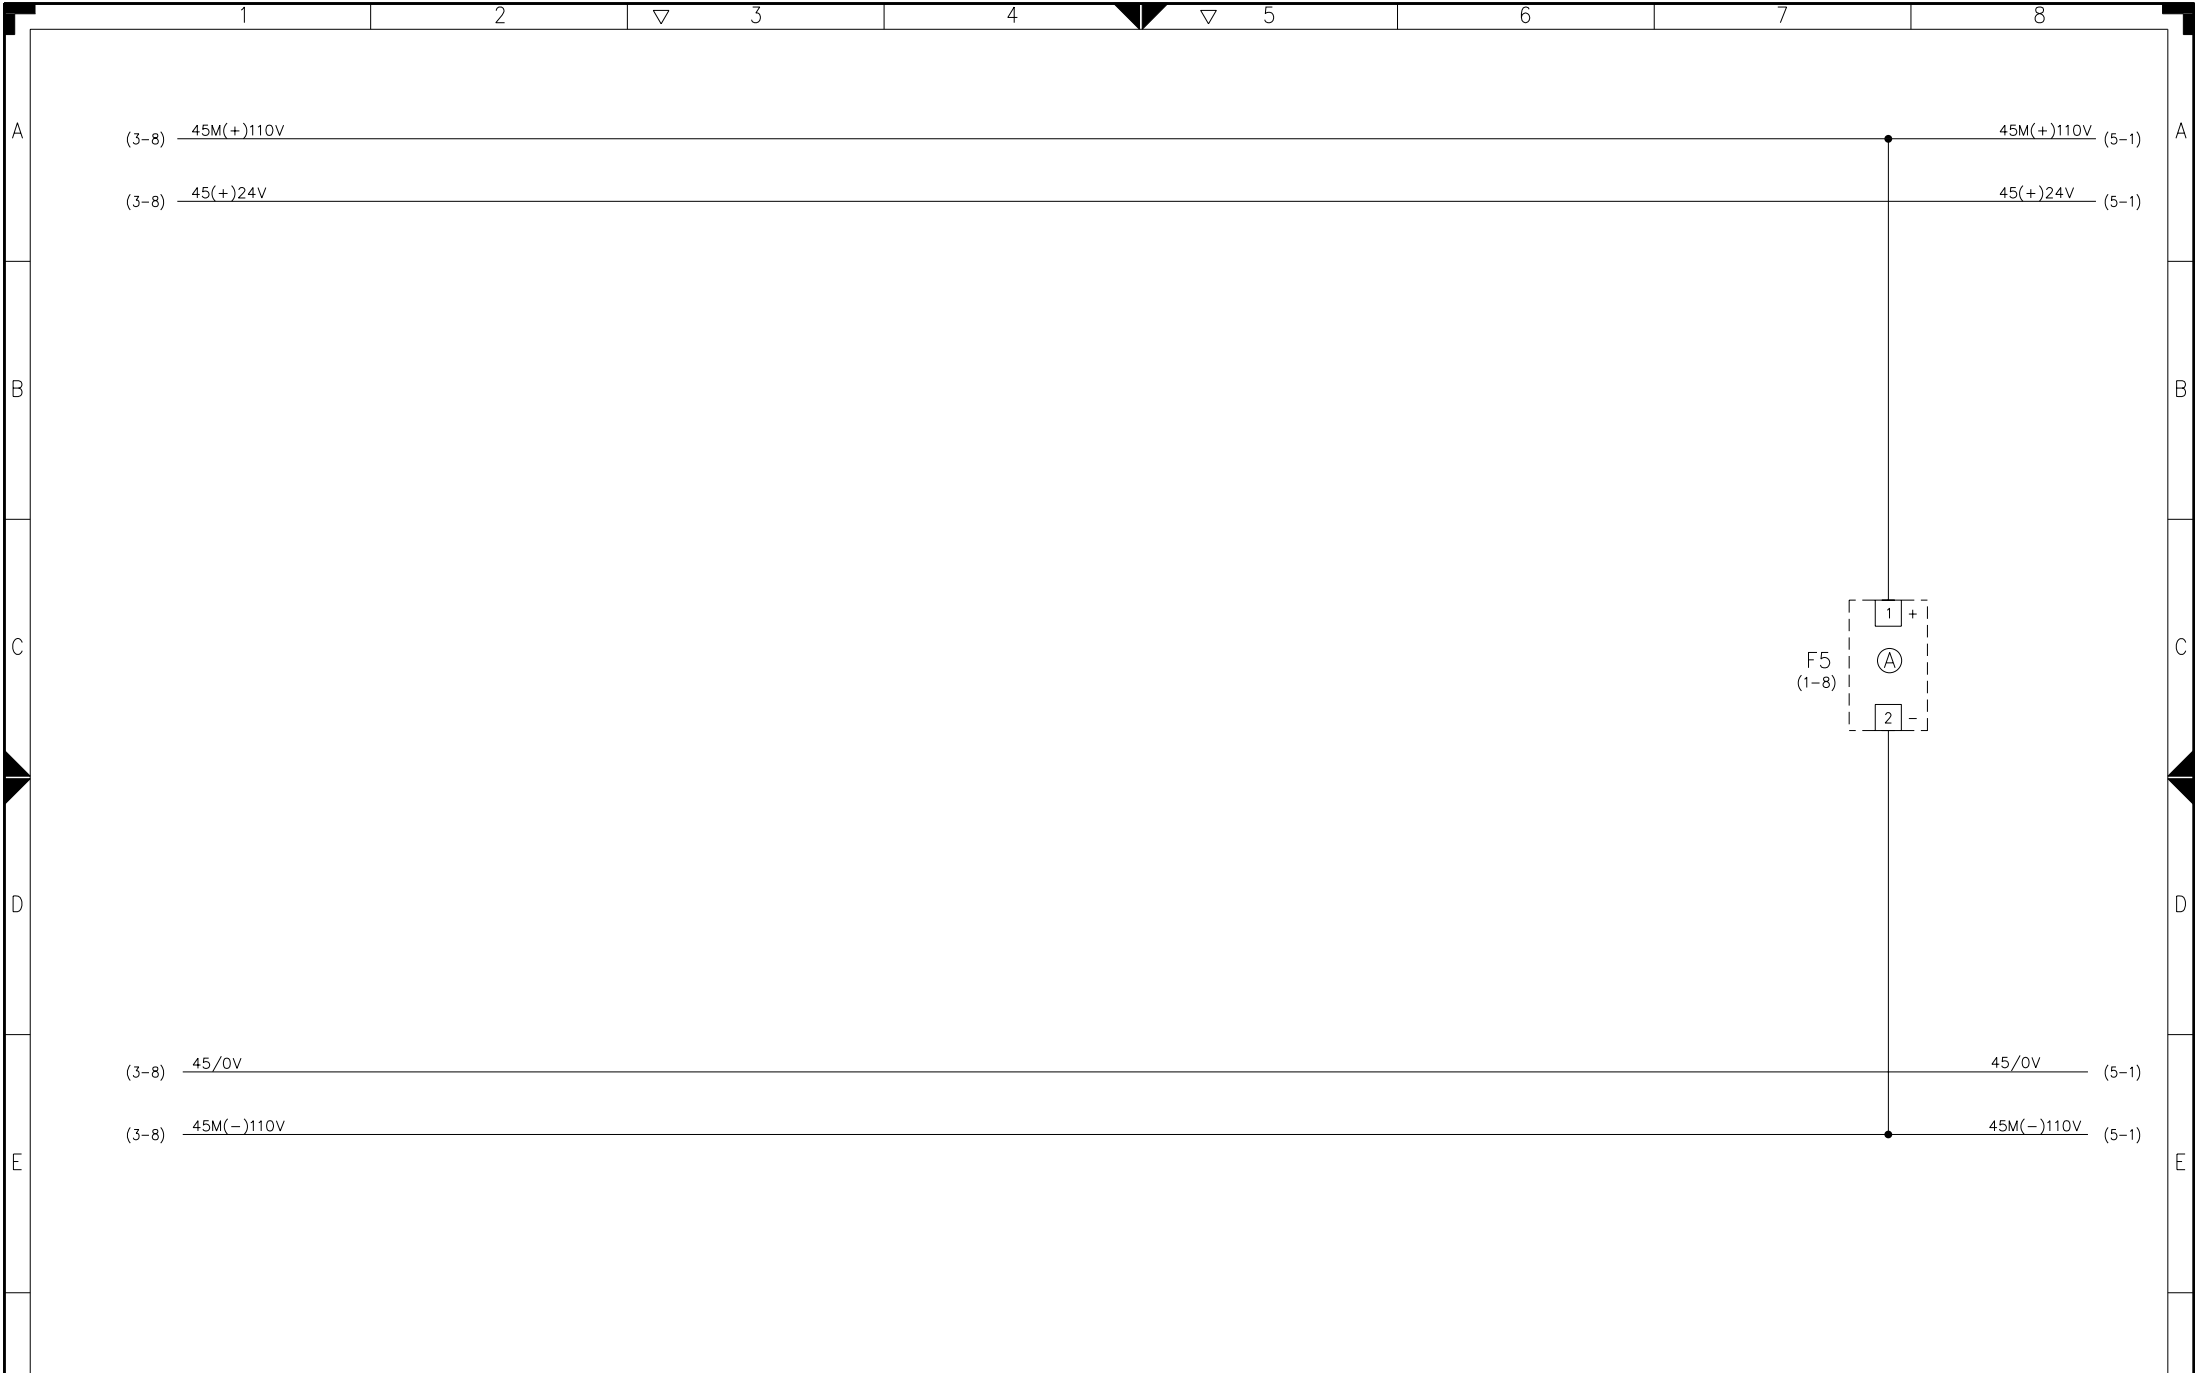 1 2 3 4 5 6 7 8
A A
(3-8) 45M(+)110V 45M(+)110V (5-1)
(3-8) 45(+)24V 45(+)24V (5-1)
B B
1 +
C C
F5 A
(1-8)
2 -
D D
(3-8) 45/0V 45/0V (5-1)
(3-8) 45M(-)110V 45M(-)110V (5-1)
E E